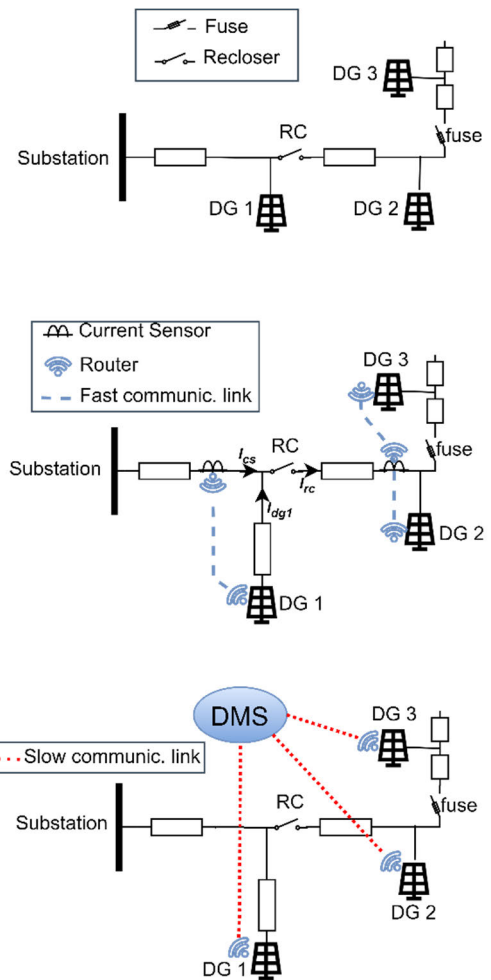 Fuse
Recloser
DG 3
RC
fuse
Substation
DG 1
DG 2
Current Sensor
Router
Fast communic. link
DG 3
I_cs
RC
fuse
Substation
I_rc
I_dg1
DG 2
DG 1
DMS
DG 3
Slow communic. link
RC
fuse
Substation
DG 2
DG 1